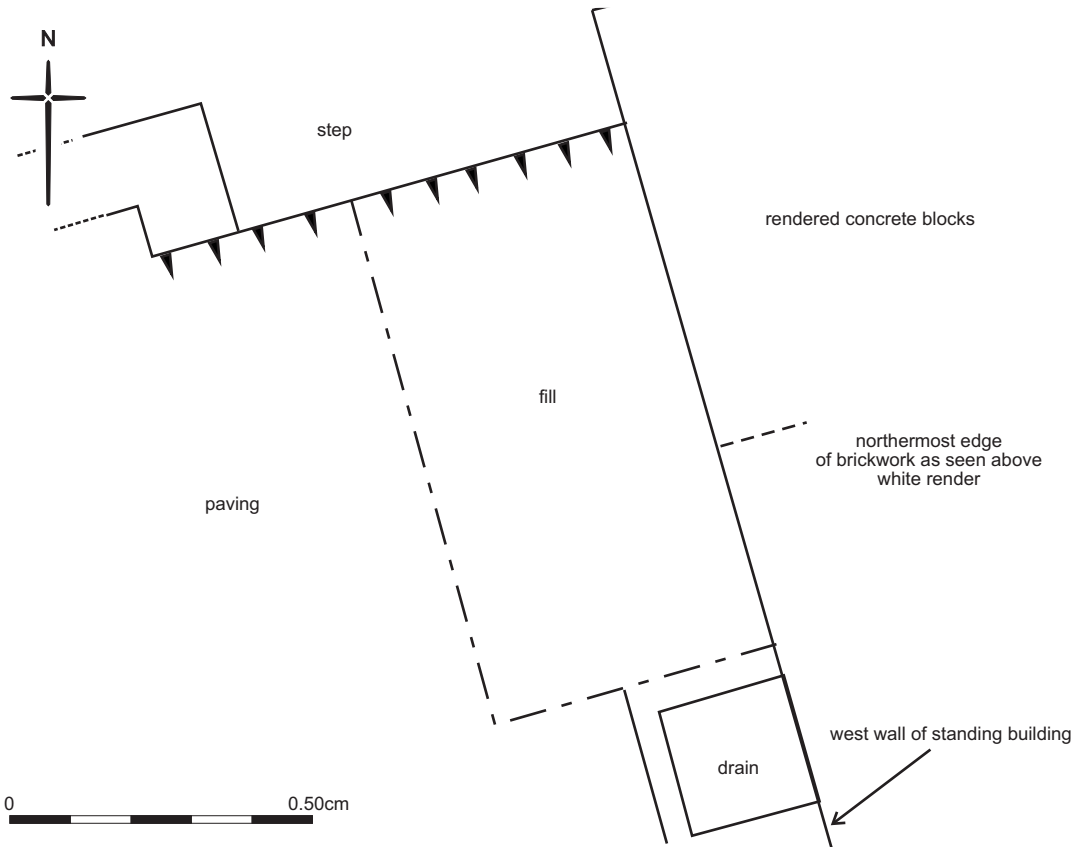 N
step
rendered concrete blocks
fill
northermost edge
of brickwork as seen above
white render
paving
west wall of standing building
drain
0
0.50cm